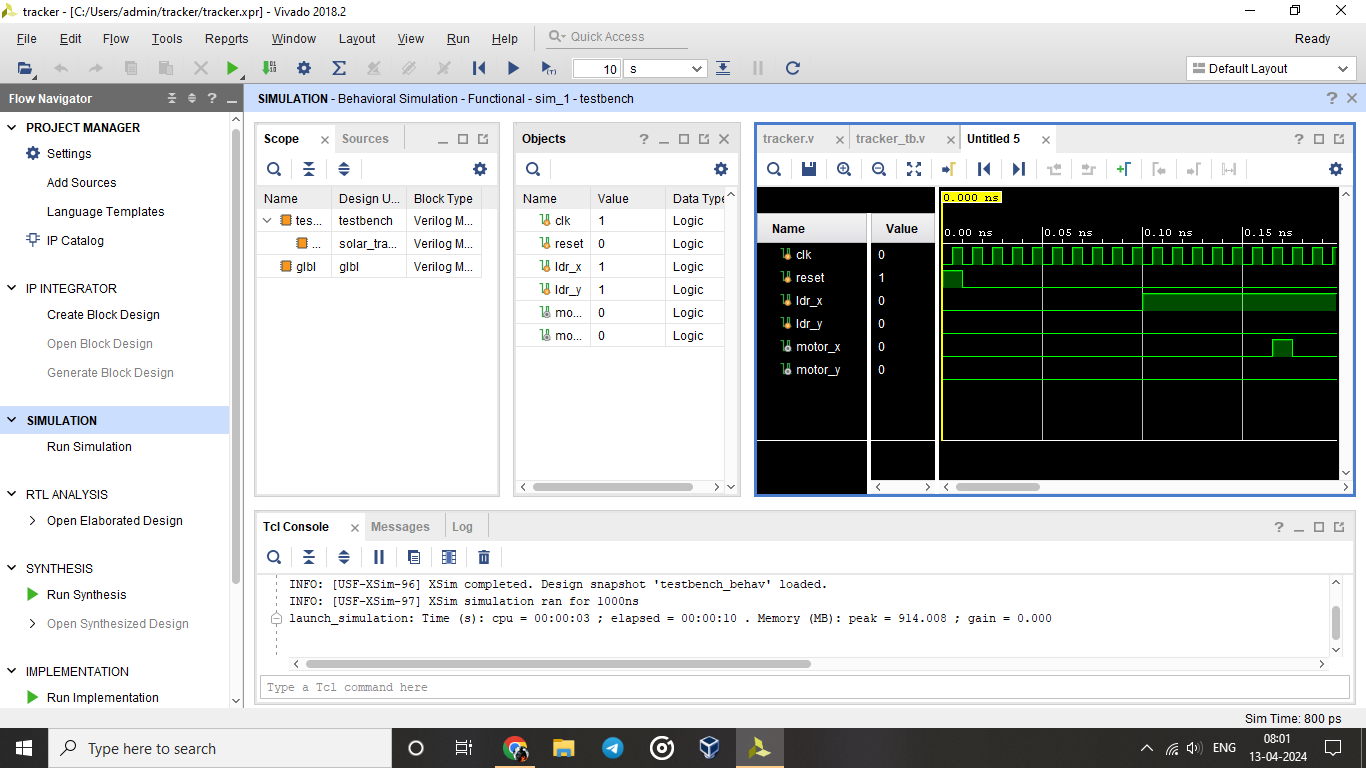 tracker - [C:/Users/admin/tracker/tracker.xpr] - Vivado 2018.2
File Edit Flow Tools Reports Window Layout View Run Help Quick Access Ready
10 s Default Layout
Flow Navigator
SIMULATION - Behavioral Simulation - Functional - sim_1 - testbench
PROJECT MANAGER
Settings
Add Sources
Language Templates
IP Catalog
IP INTEGRATOR
Create Block Design
Open Block Design
Generate Block Design
SIMULATION
Run Simulation
RTL ANALYSIS
Open Elaborated Design
SYNTHESIS
Run Synthesis
Open Synthesized Design
IMPLEMENTATION
Run Implementation
Scope Sources
Name Design U... Block Type
tes... testbench Verilog M...
... solar_tra... Verilog M...
glbl glbl Verilog M...
Objects
Name Value Data Type
clk 1 Logic
reset 0 Logic
ldr_x 1 Logic
ldr_y 1 Logic
mo... 0 Logic
mo... 0 Logic
tracker.v tracker_tb.v Untitled 5
0.000 ns
Name Value
0.00 ns 0.05 ns 0.10 ns 0.15 ns
clk 0
reset 1
ldr_x 0
ldr_y 0
motor_x 0
motor_y 0
Tcl Console Messages Log
INFO: [USF-XSim-96] XSim completed. Design snapshot 'testbench_behav' loaded.
INFO: [USF-XSim-97] XSim simulation ran for 1000ns
launch_simulation: Time (s): cpu = 00:00:03 ; elapsed = 00:00:10 . Memory (MB): peak = 914.008 ; gain = 0.000
Type a Tcl command here
Sim Time: 800 ps
Type here to search
ENG
08:01
13-04-2024